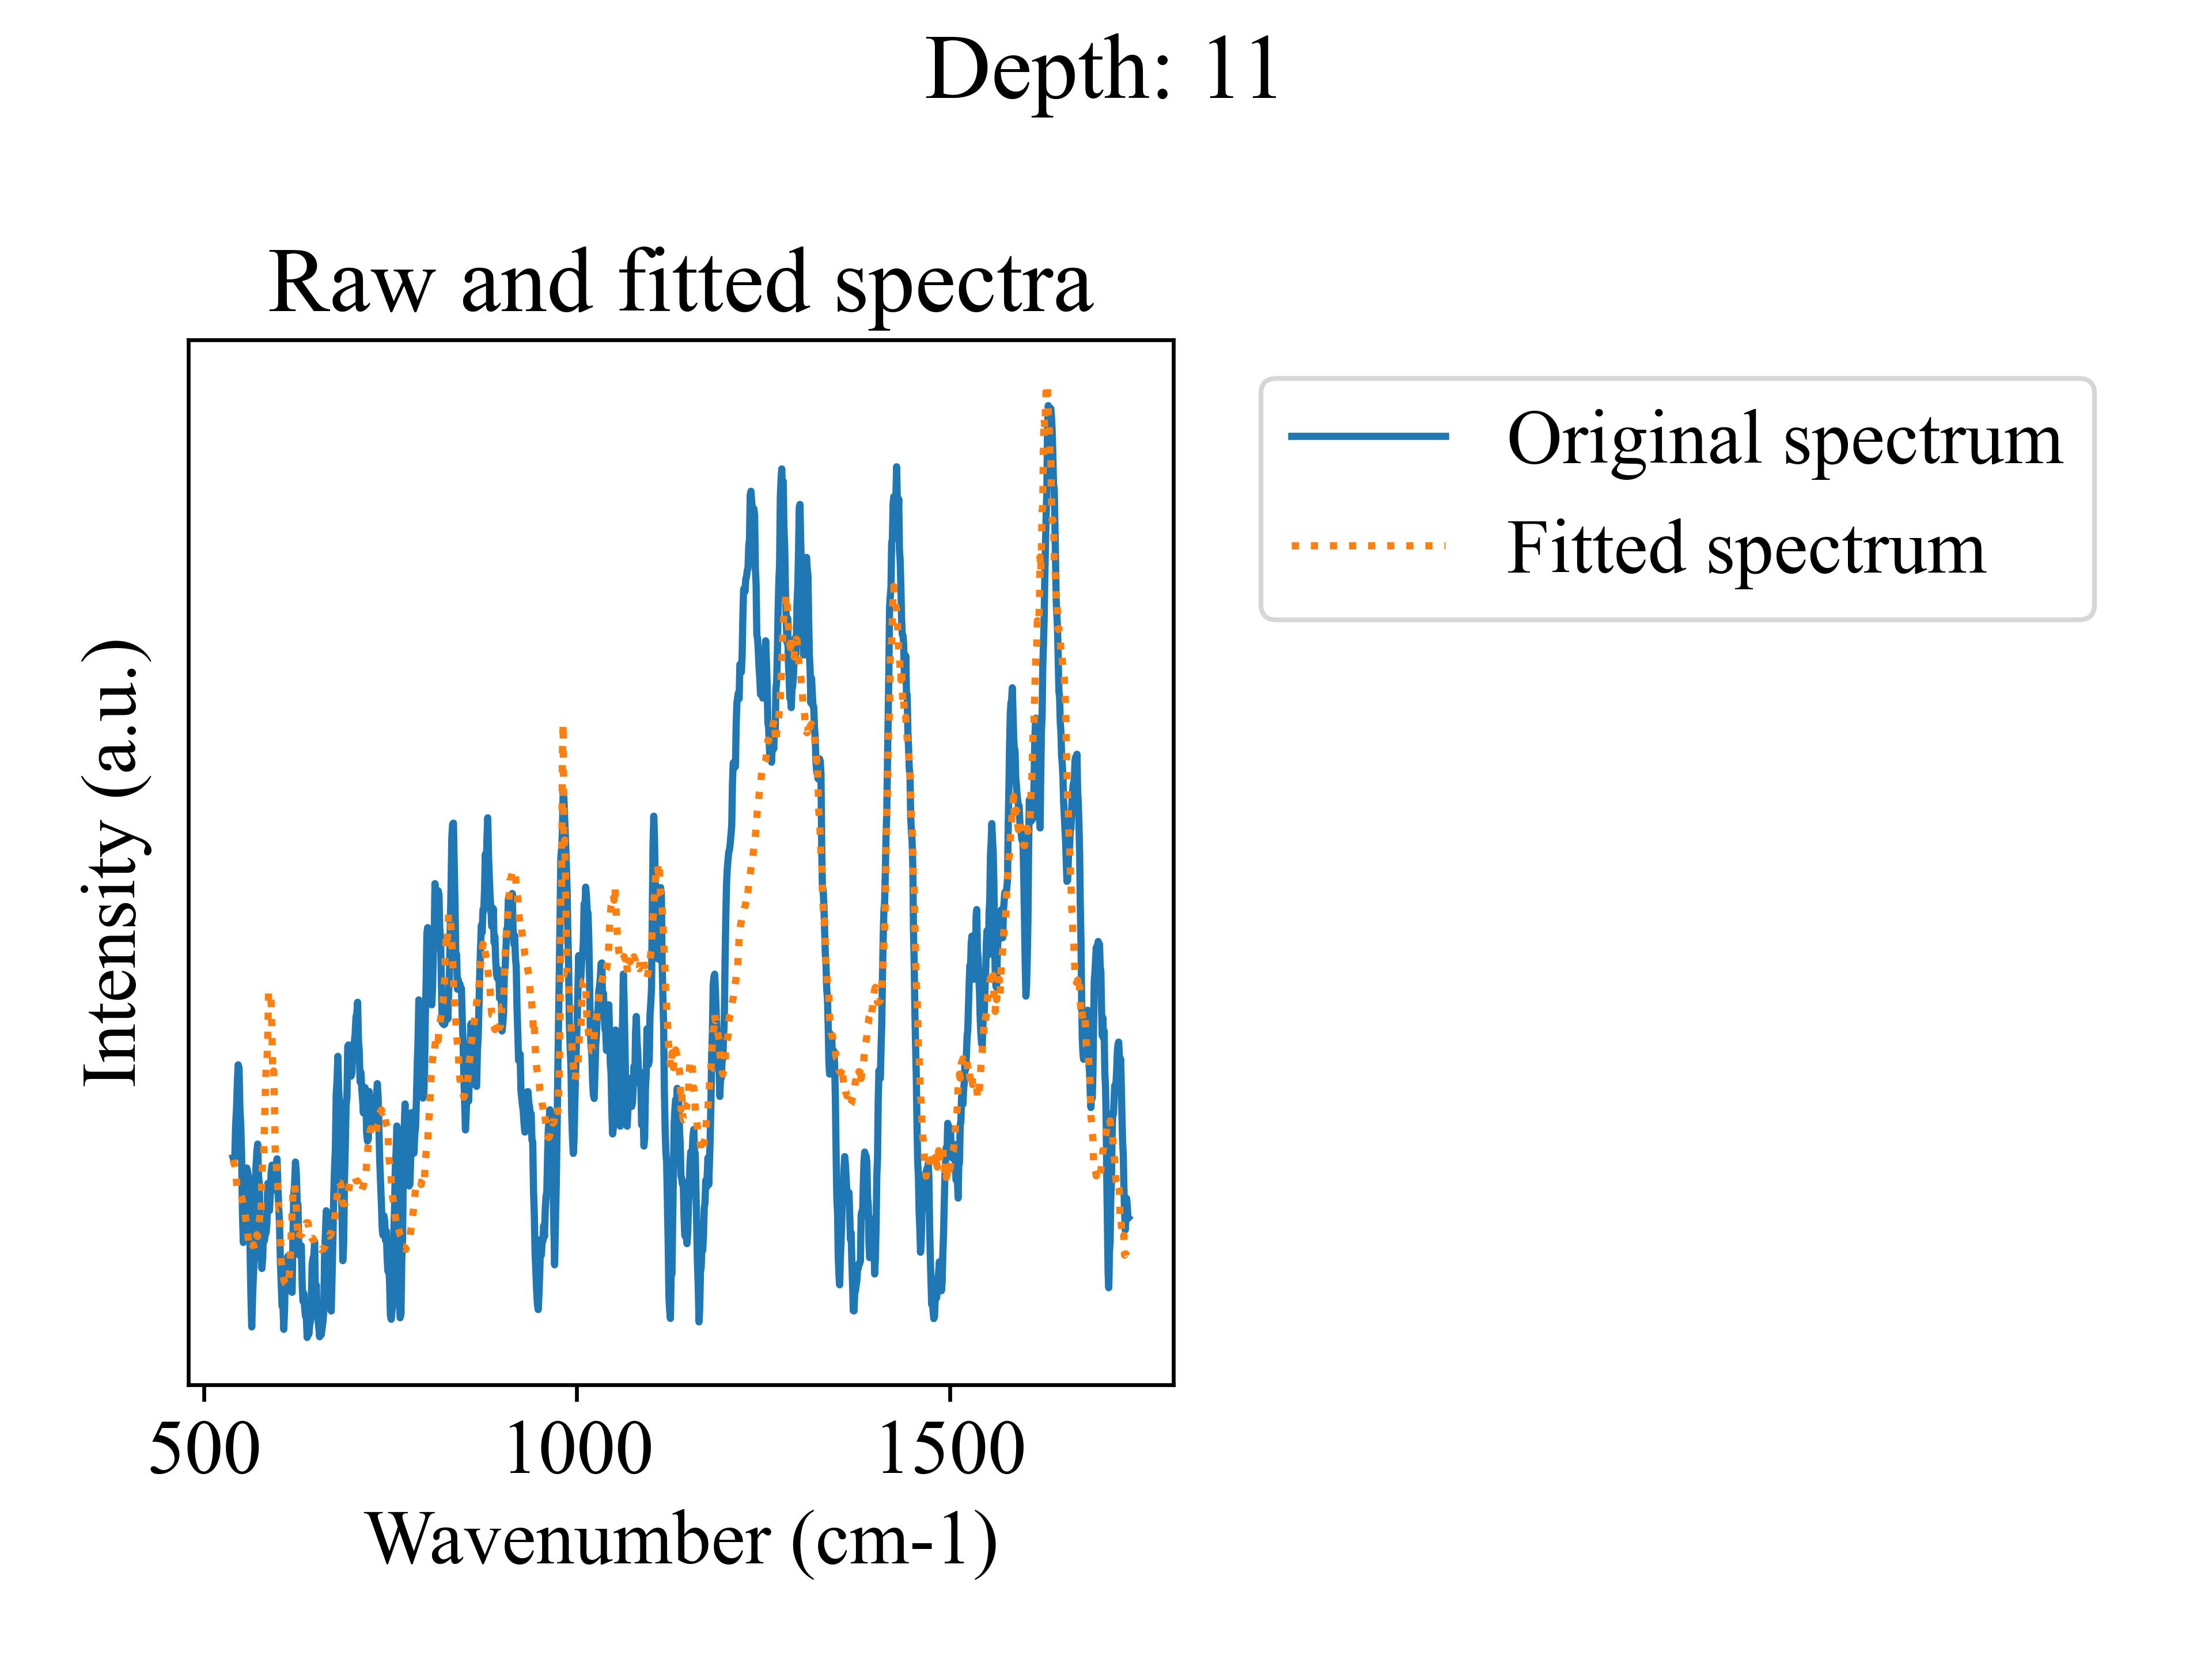 Depth: 11
Raw and fitted spectra
Original spectrum
Fitted spectrum
Intensity (a.u.)
500 1000 1500
Wavenumber (cm-1)